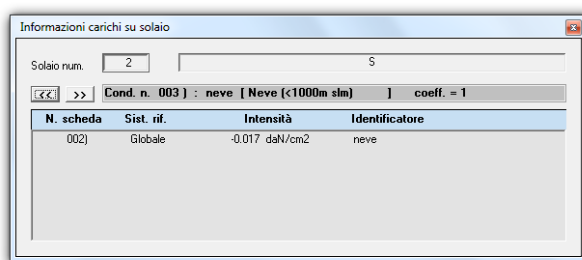 Informazioni carichi su solaio
Solaio num. 2 S
<< >> Cond. n. 003 ) : neve [ Neve (<1000m slm) ] coeff. = 1
N. scheda Sist. rif. Intensità Identificatore
002) Globale -0.017 daN/cm2 neve